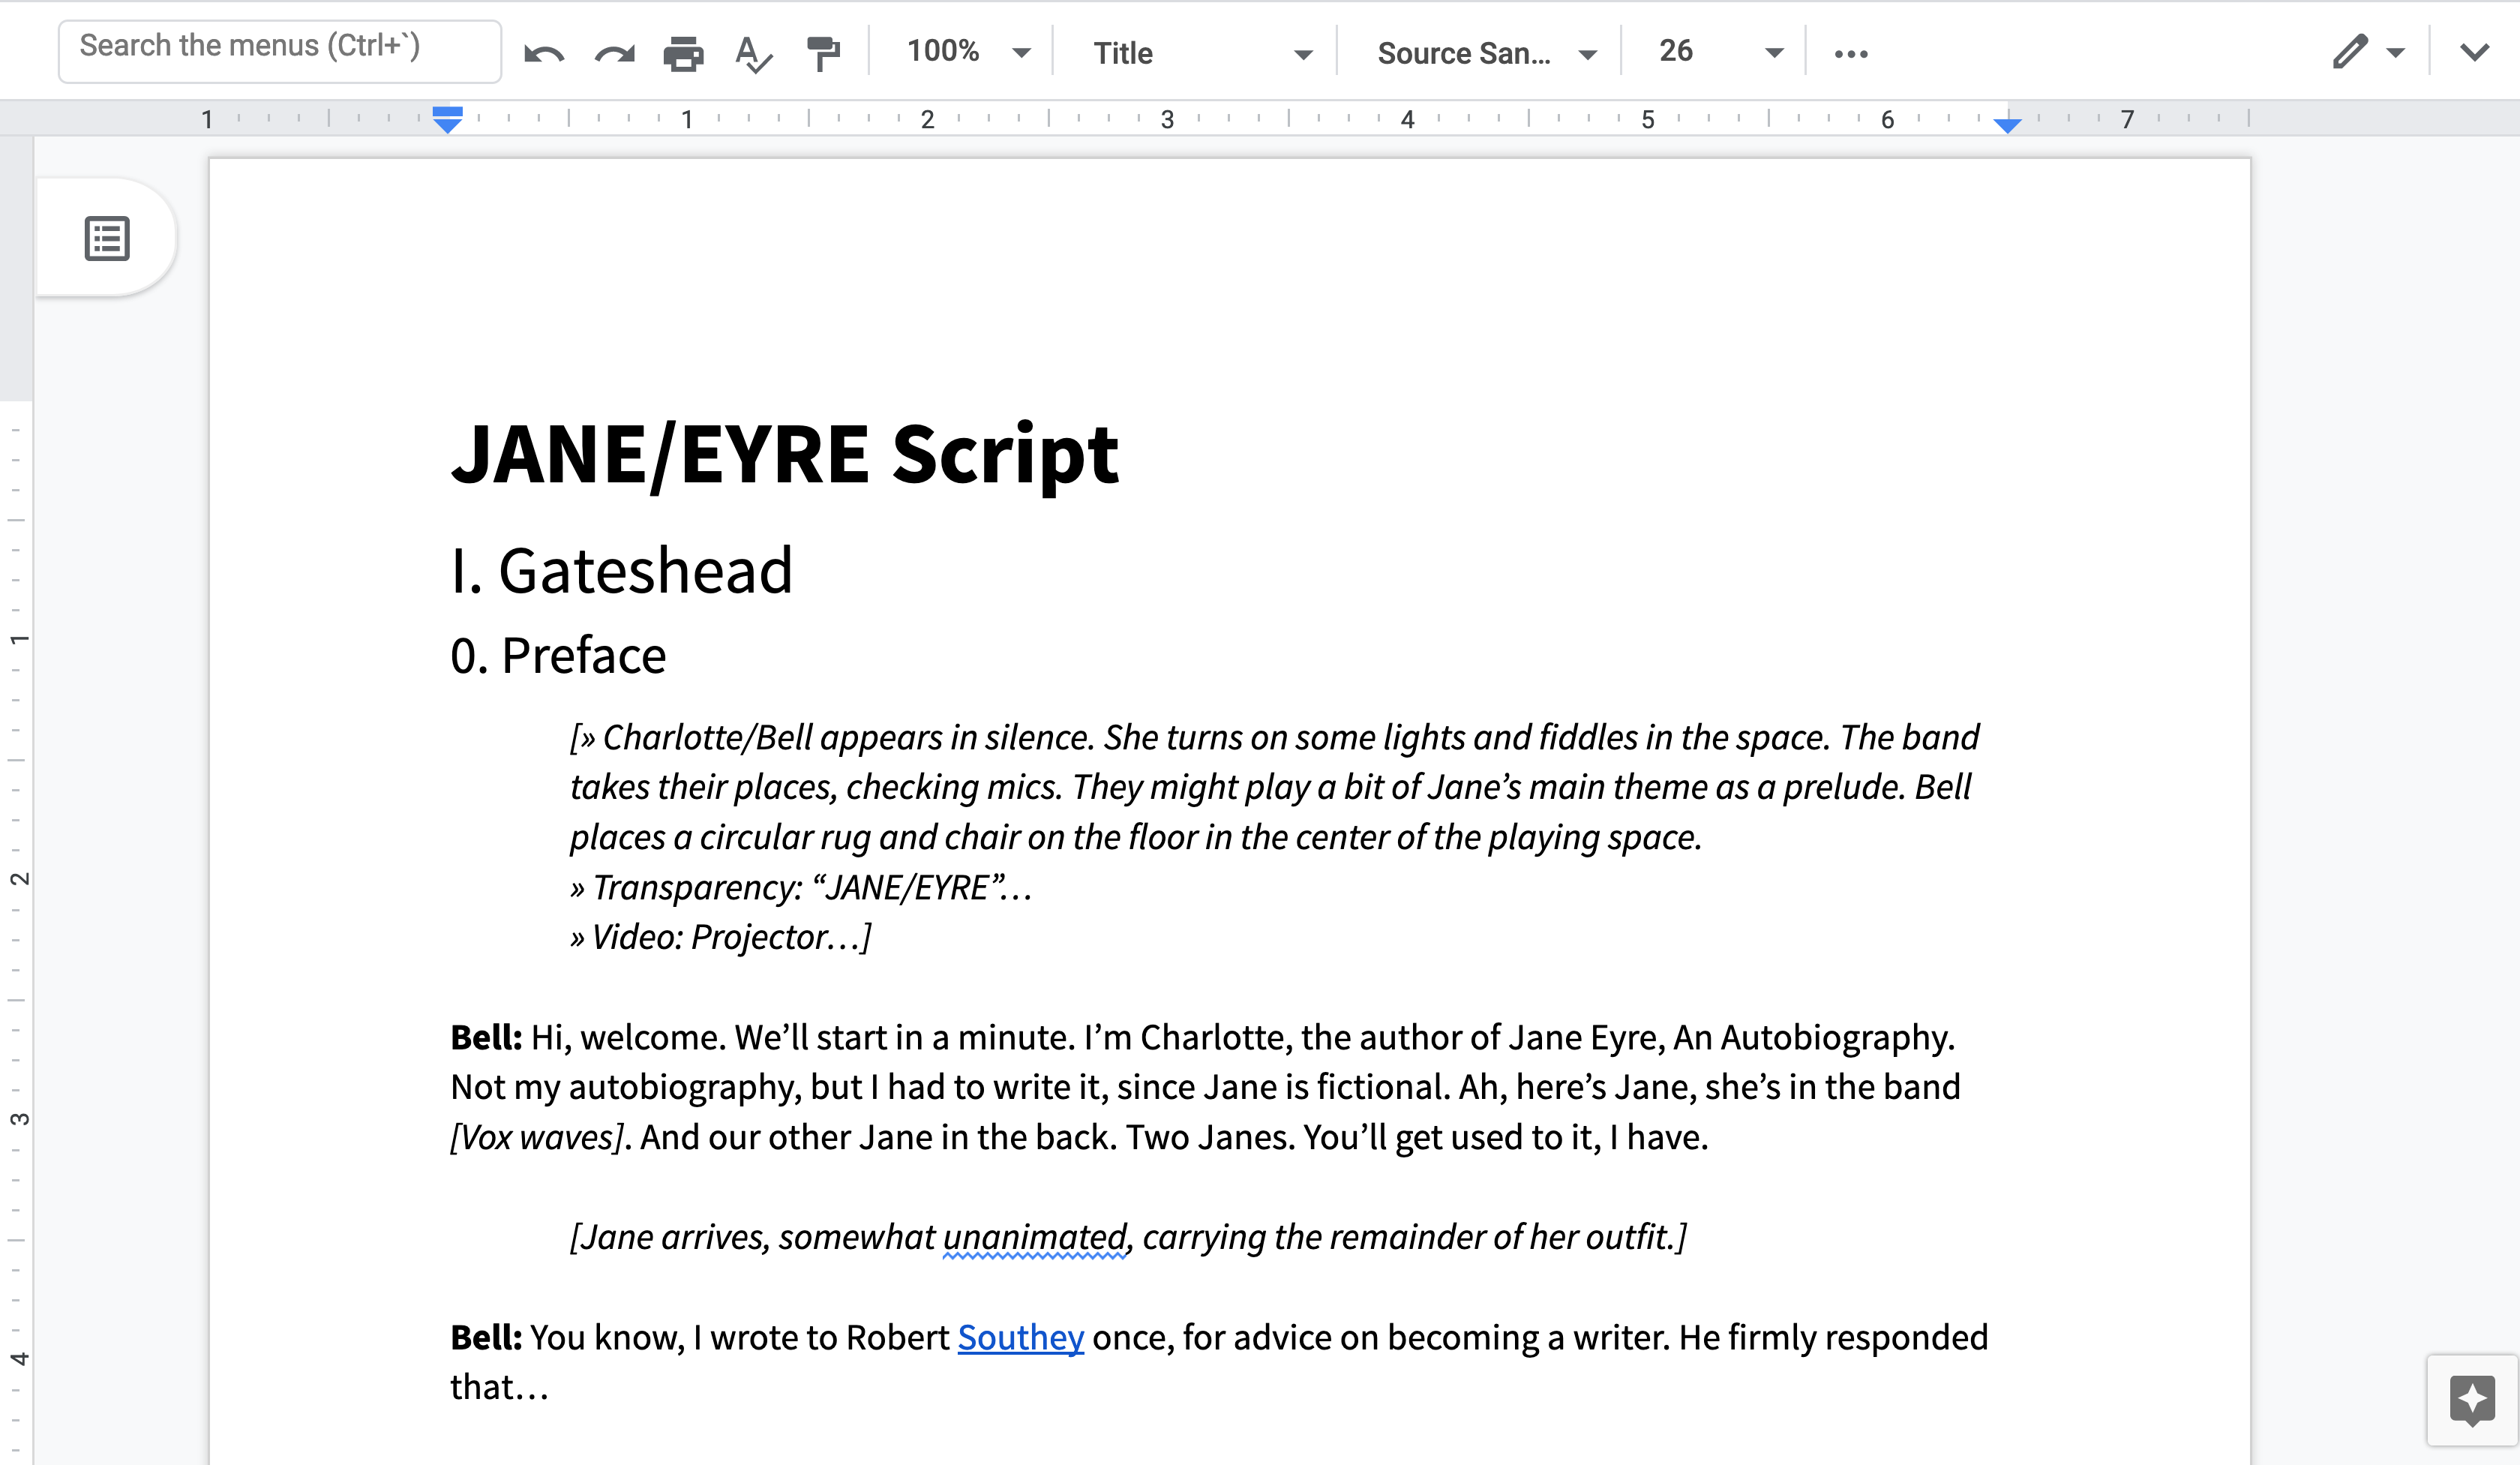 Search the menus (Ctrl+`)
100%
Title
Source San...
26
1 1 2 3 4 5 6 7
JANE/EYRE Script
I. Gateshead
0. Preface
[» Charlotte/Bell appears in silence. She turns on some lights and fiddles in the space. The band
takes their places, checking mics. They might play a bit of Jane’s main theme as a prelude. Bell
places a circular rug and chair on the floor in the center of the playing space.
» Transparency: “JANE/EYRE”…
» Video: Projector…]
Bell: Hi, welcome. We’ll start in a minute. I’m Charlotte, the author of Jane Eyre, An Autobiography.
Not my autobiography, but I had to write it, since Jane is fictional. Ah, here’s Jane, she’s in the band
[Vox waves]. And our other Jane in the back. Two Janes. You’ll get used to it, I have.
[Jane arrives, somewhat unanimated, carrying the remainder of her outfit.]
Bell: You know, I wrote to Robert Southey once, for advice on becoming a writer. He firmly responded
that…
1
2
3
4